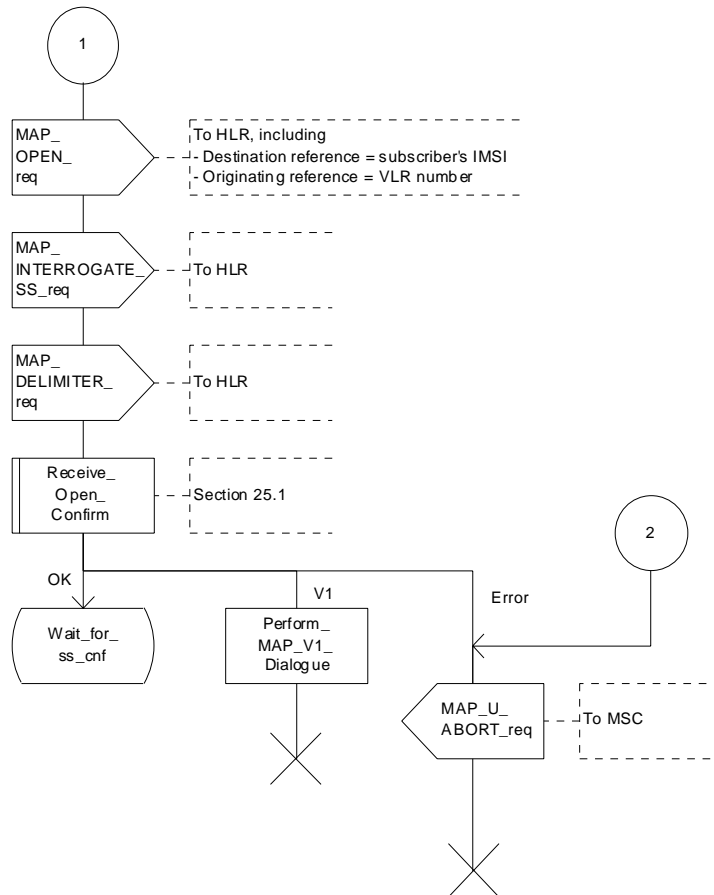 1
MAP_
OPEN_
req
To HLR, including
- Destination reference = subscriber's IMSI
- Originating reference = VLR number
MAP_
INTERROGATE_
SS_req
To HLR
MAP_
DELIMITER_
req
To HLR
Receive_
Open_
Confirm
Section 25.1
2
OK
V1
Error
Wait_for_
ss_cnf
Perform_
MAP_V1_
Dialogue
MAP_U_
ABORT_req
To MSC